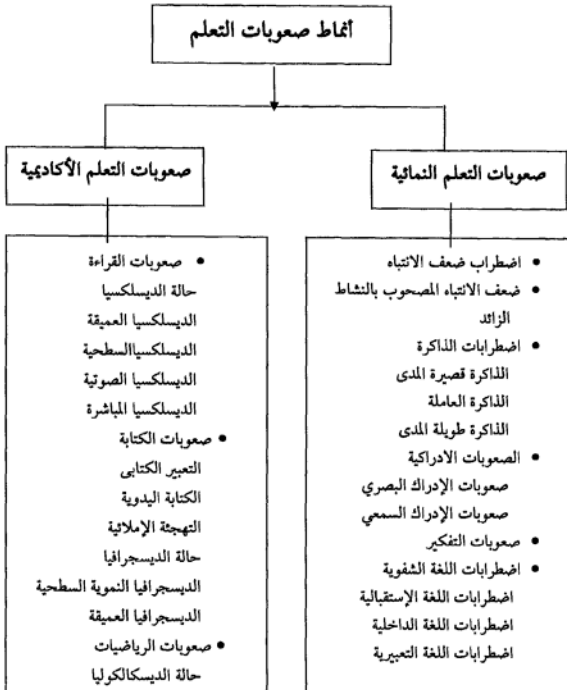 أنماط صعوبات التعلم
صعوبات التعلم النمائية
• اضطراب ضعف الانتباه
• ضعف الانتباه المصحوب بالنشاط
الزائد
• اضطرابات الذاكرة
الذاكرة قصيرة المدى
الذاكرة العاملة
الذاكرة طويلة المدى
• الصعوبات الادراكية
صعوبات الإدراك البصري
صعوبات الإدراك السمعي
• صعوبات التفكير
• اضطرابات اللغة الشفوية
اضطرابات اللغة الإستقبالية
اضطرابات اللغة الداخلية
اضطرابات اللغة التعبيرية
صعوبات التعلم الأكاديمية
• صعوبات القراءة
حالة الديسلكسيا
الديسلكسيا العميقة
الديسلكسياالسطحية
الديسلكسيا الصوتية
الديسلكسيا المباشرة
• صعوبات الكتابة
التعبير الكتابى
الكتابة اليدوية
التهجئة الإملائية
حالة الديسجرافيا
الديسجرافيا النموية السطحية
الديسجرافيا العميقة
• صعوبات الرياضيات
حالة الديسكالكوليا